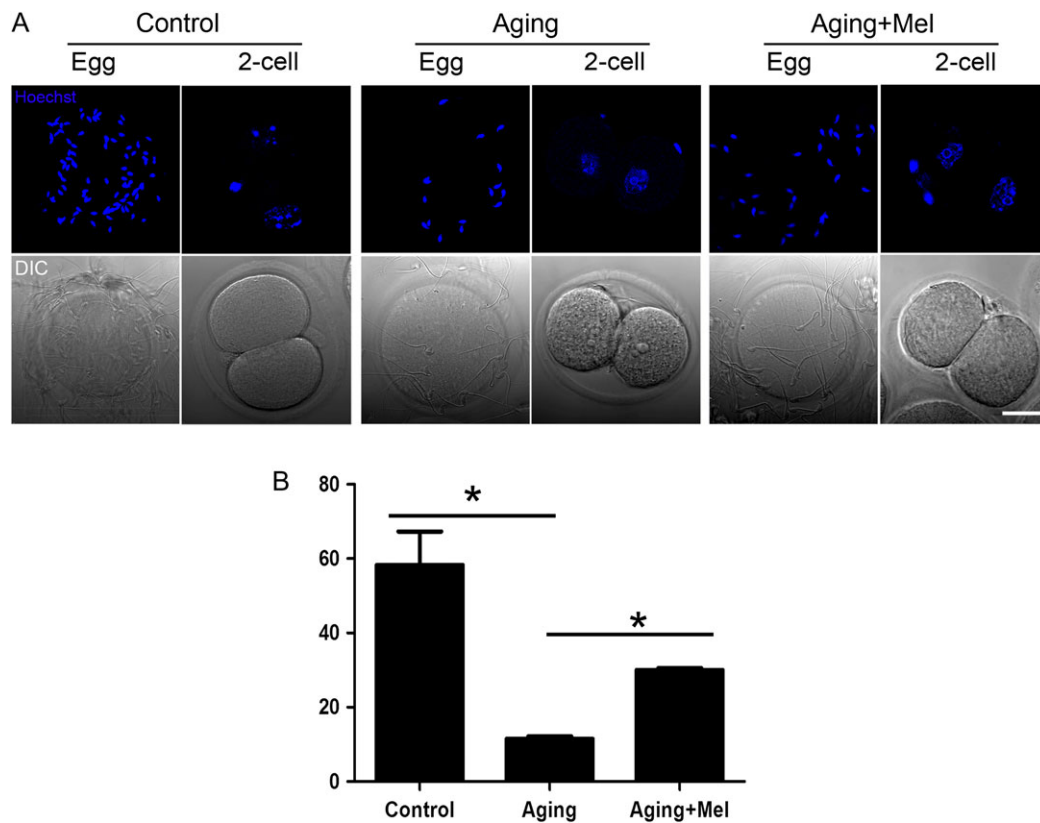 A
Control Aging Aging+Mel
Egg 2-cell Egg 2-cell Egg 2-cell
Hoechst
DIC
B
80
* 
60
40
*
20
0
Control Aging Aging+Mel